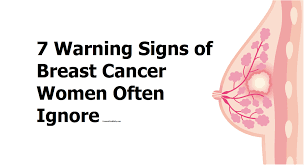 7 Warning Signs of
Breast Cancer
Women Often
Ignore